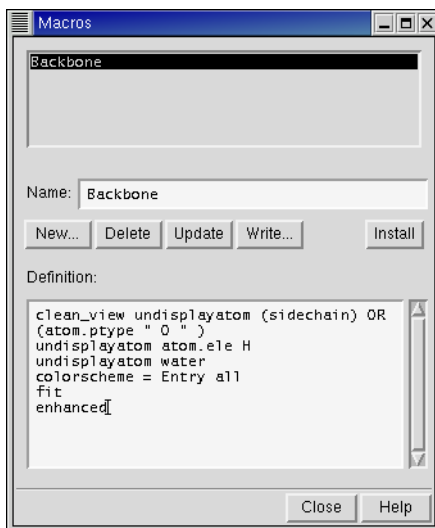 Macros
Backbone
Name: Backbone
New... Delete Update Write... Install
Definition:
clean_view undisplayatom (sidechain) OR
(atom.ptype " O " )
undisplayatom atom.ele H
undisplayatom water
colorscheme = Entry all
fit
enhanced
Close Help